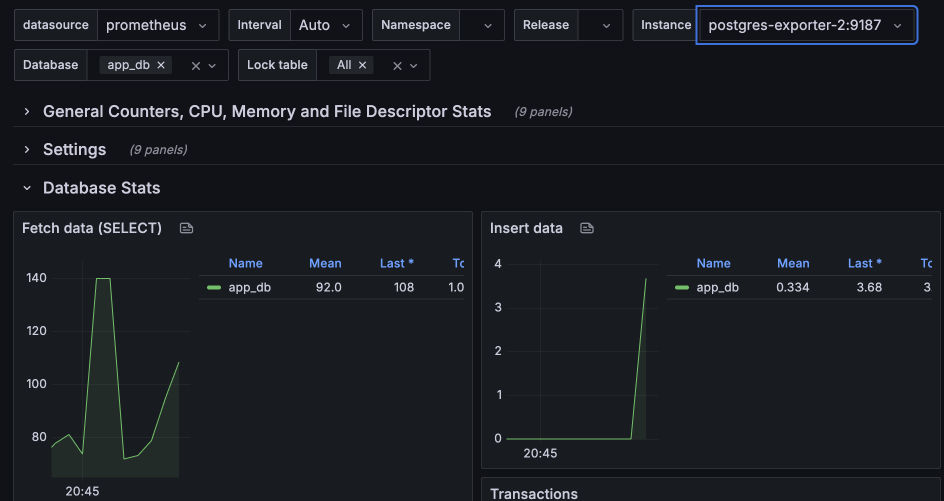 datasource prometheus Interval Auto Namespace Release Instance postgres-exporter-2:9187
Database app_db Lock table All
General Counters, CPU, Memory and File Descriptor Stats (9 panels)
Settings (9 panels)
Database Stats
Fetch data (SELECT)
Name Mean Last *
app_db 92.0 108 1.0
140
120
100
80
20:45
Insert data
Name Mean Last *
app_db 0.334 3.68 3.
4
3
2
1
0
20:45
Transactions